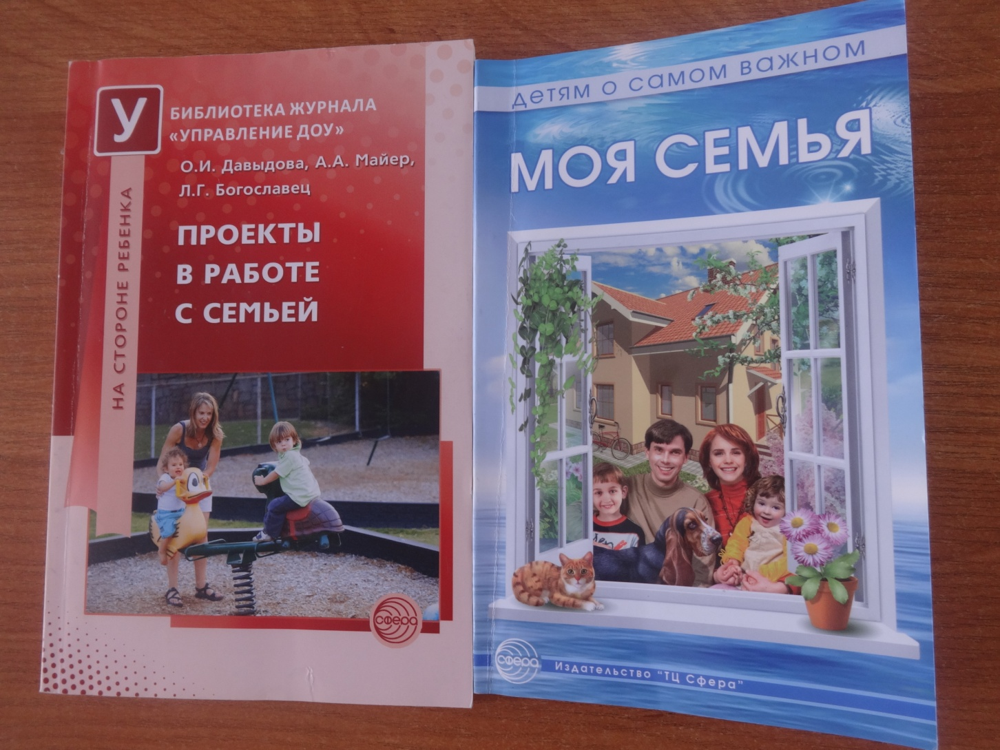 У
БИБЛИОТЕКА ЖУРНАЛА
«УПРАВЛЕНИЕ ДОУ»
О.И. Давыдова, А.А. Майер,
Л.Г. Богославец
НА СТОРОНЕ РЕБЕНКА
ПРОЕКТЫ
В РАБОТЕ
С СЕМЬЕЙ
сфера
детям о самом важном
МОЯ СЕМЬЯ
сфера
Издательство "ТЦ Сфера"